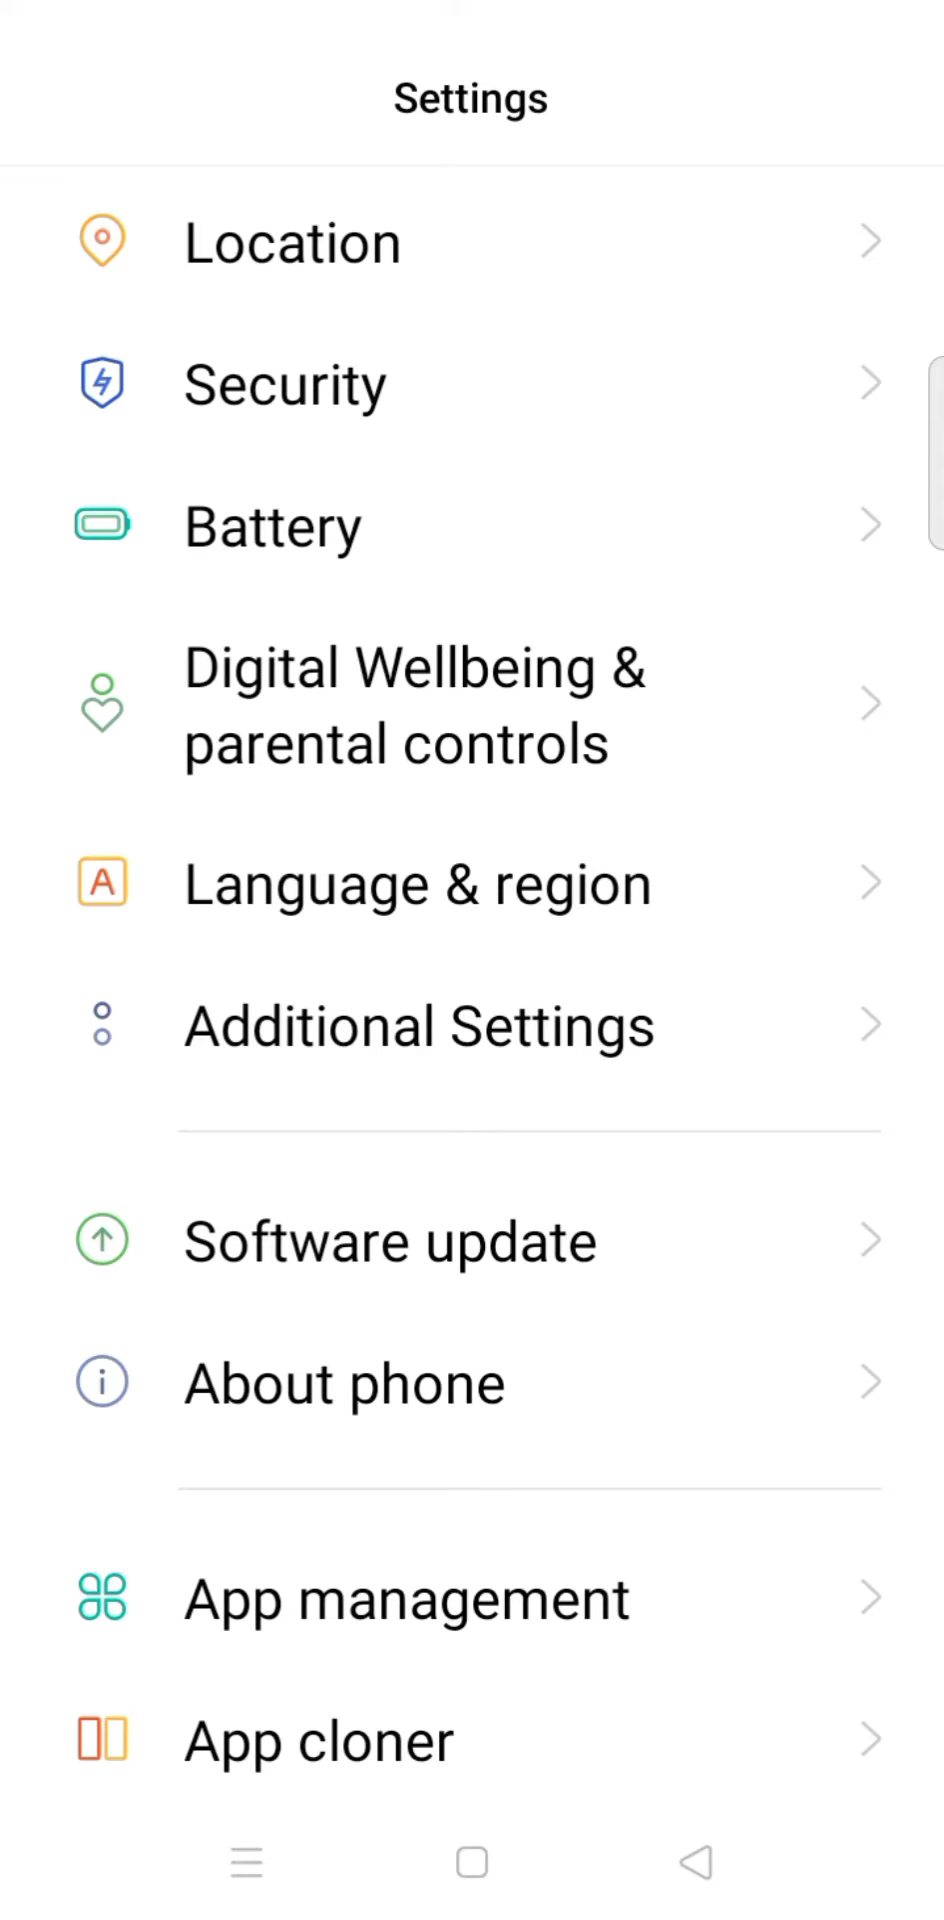 Settings
Location
Security
Battery
Digital Wellbeing &
parental controls
A Language & region
Additional Settings
Software update
i About phone
App management
App cloner